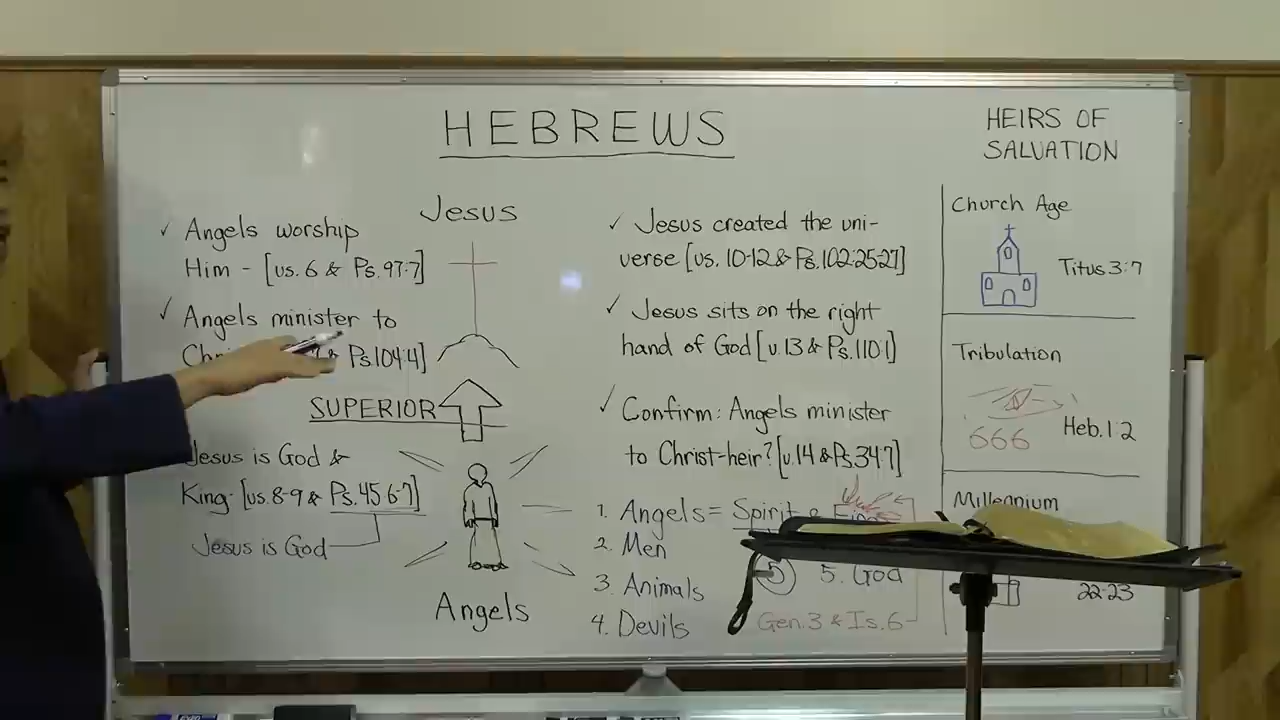 HEBREWS
HEIRS OF
SALVATION
Jesus
✓ Angels worship
Him - [vs. 6 & Ps. 97:7]
✓ Angels minister to
& Ps.104:4]
SUPERIOR
Jesus is God &
King - [vs. 8-9 & Ps. 45:6-7]
Jesus is God
Angels
✓ Jesus created the uni-
verse [vs. 10-12 & Ps. 102:25-27]
✓ Jesus sits on the right
hand of God [v. 13 & Ps. 110:1]
✓ Confirm: Angels minister
to Christ-heir? [v. 14 & Ps. 34:7]
1. Angels = Spirit &
2. Men
3. Animals
4. Devils
5
5. God
Gen. 3 & Is. 6
Church Age
Titus 3:7
Tribulation
666
Heb. 1:2
Millennium
22-23